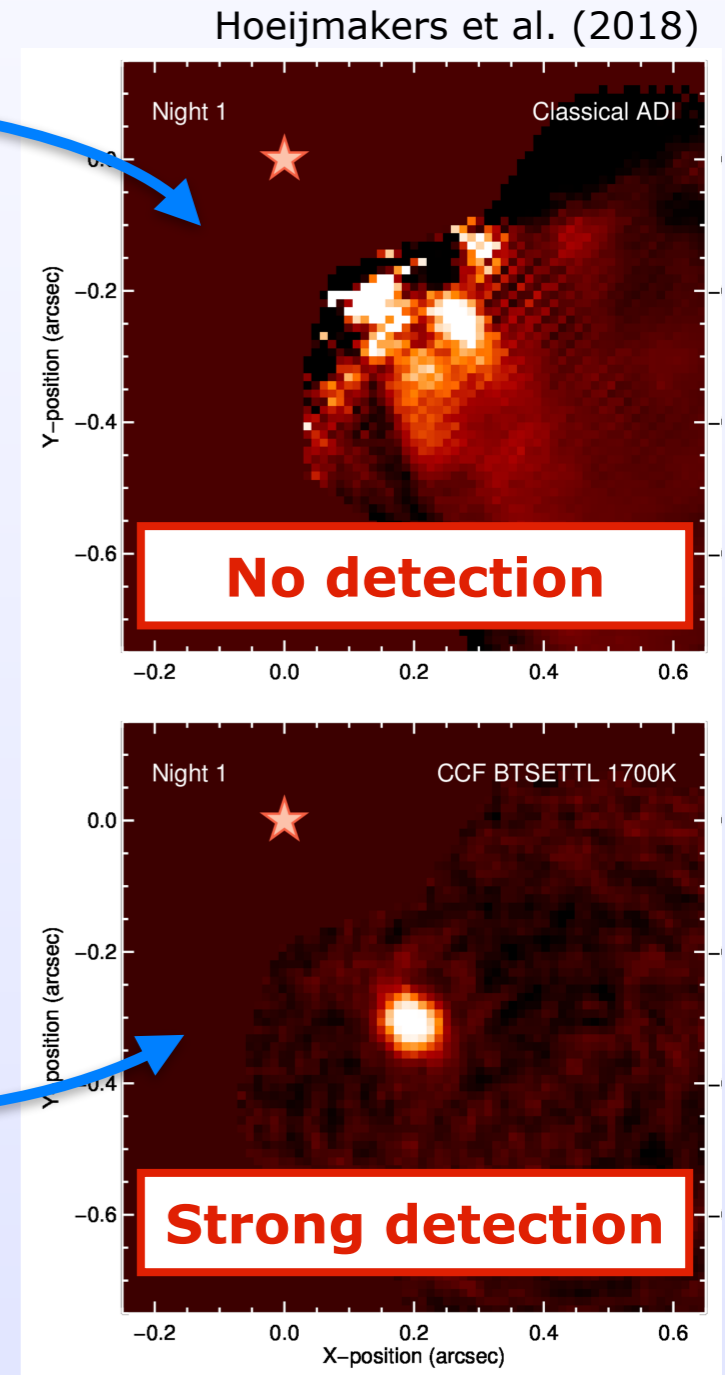 Hoeijmakers et al. (2018)
Night 1 Classical ADI
0.0
−0.2
−0.4
−0.6
Y−position (arcsec)
No detection
−0.2 0.0 0.2 0.4 0.6
Night 1 CCF BTSETTL 1700K
0.0
−0.2
−0.4
−0.6
Y−position (arcsec)
Strong detection
−0.2 0.0 0.2 0.4 0.6
X−position (arcsec)